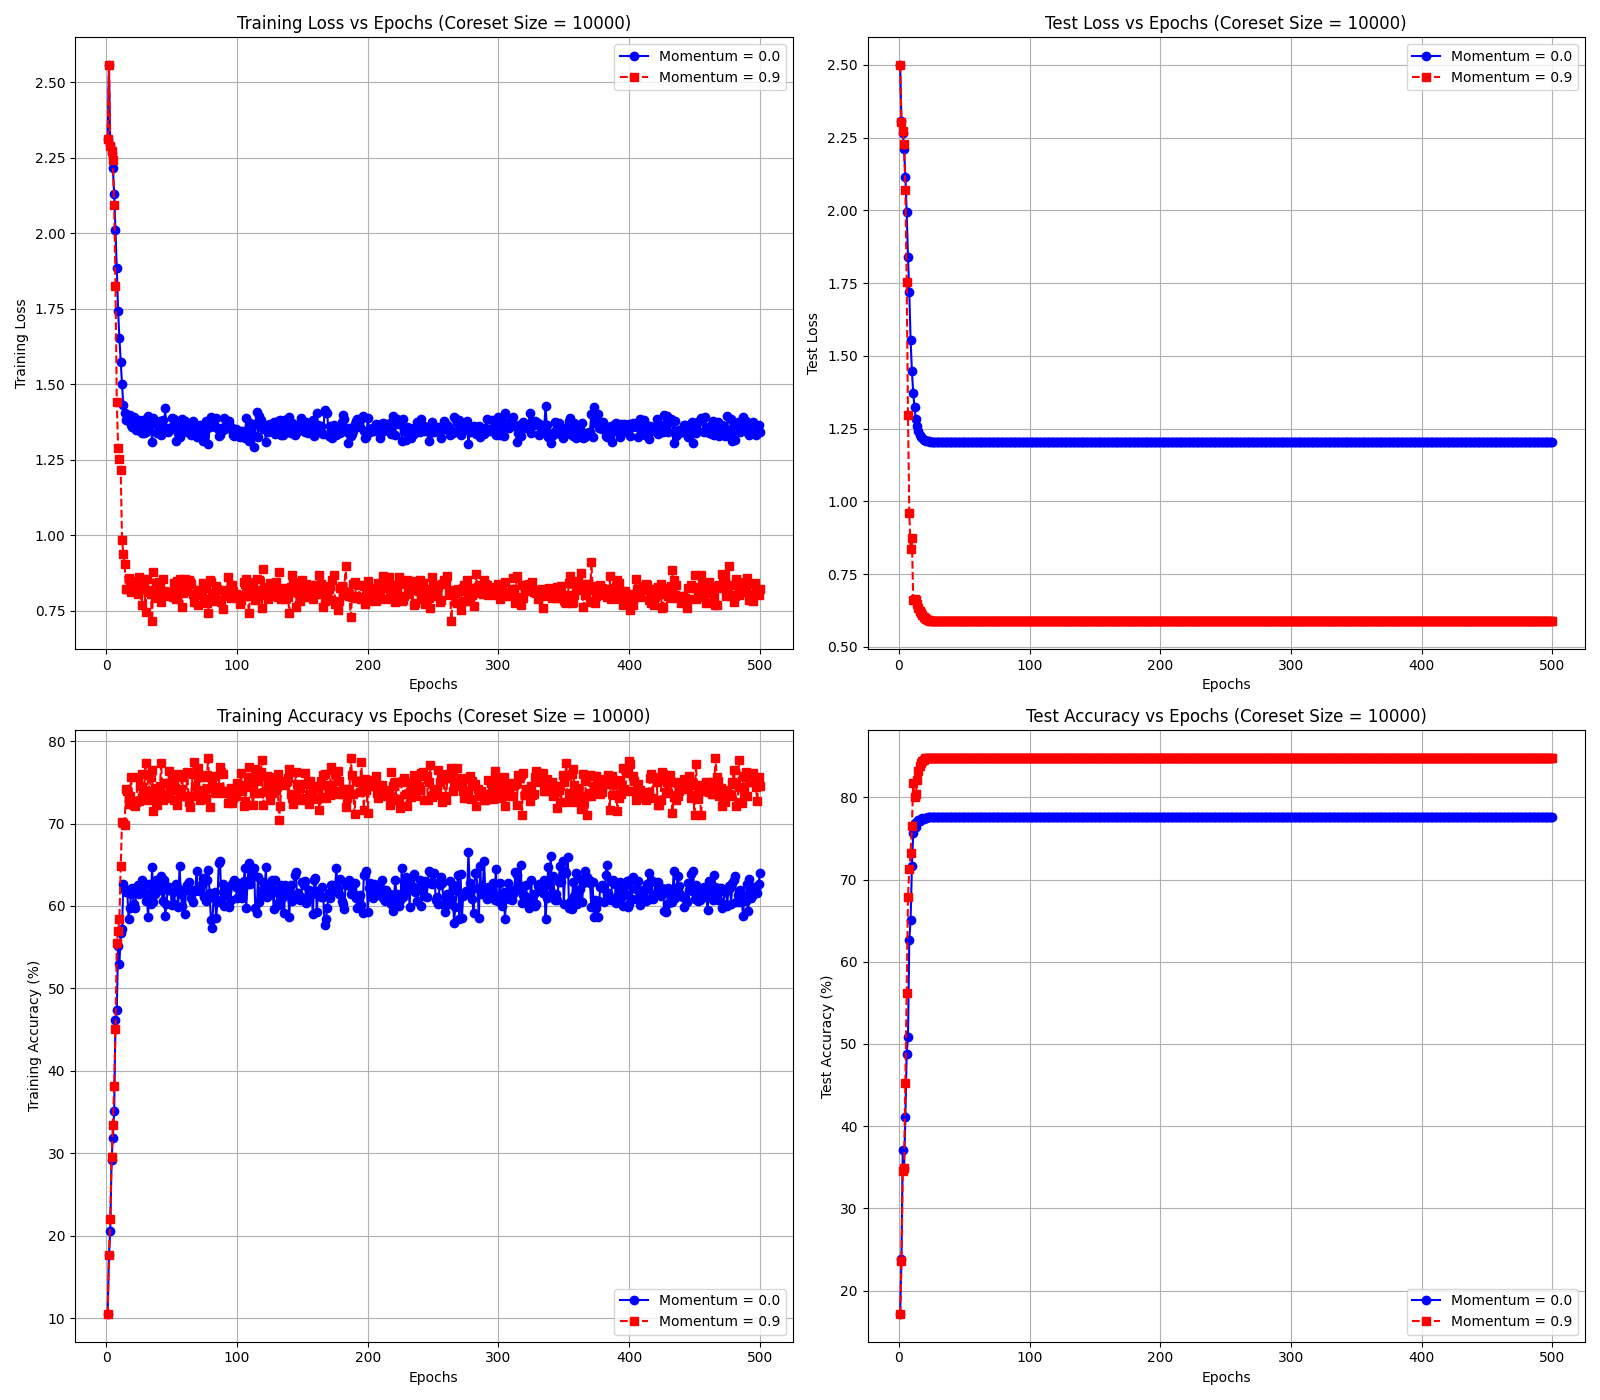 Training Loss vs Epochs (Coreset Size = 10000)
Training Loss
2.50
2.25
2.00
1.75
1.50
1.25
1.00
0.75
Momentum = 0.0
Momentum = 0.9
0 100 200 300 400 500
Epochs
Test Loss vs Epochs (Coreset Size = 10000)
Test Loss
2.50
2.25
2.00
1.75
1.50
1.25
1.00
0.75
0.50
Momentum = 0.0
Momentum = 0.9
0 100 200 300 400 500
Epochs
Training Accuracy vs Epochs (Coreset Size = 10000)
Training Accuracy (%)
80
70
60
50
40
30
20
10
Momentum = 0.0
Momentum = 0.9
0 100 200 300 400 500
Epochs
Test Accuracy vs Epochs (Coreset Size = 10000)
Test Accuracy (%)
80
70
60
50
40
30
20
Momentum = 0.0
Momentum = 0.9
0 100 200 300 400 500
Epochs